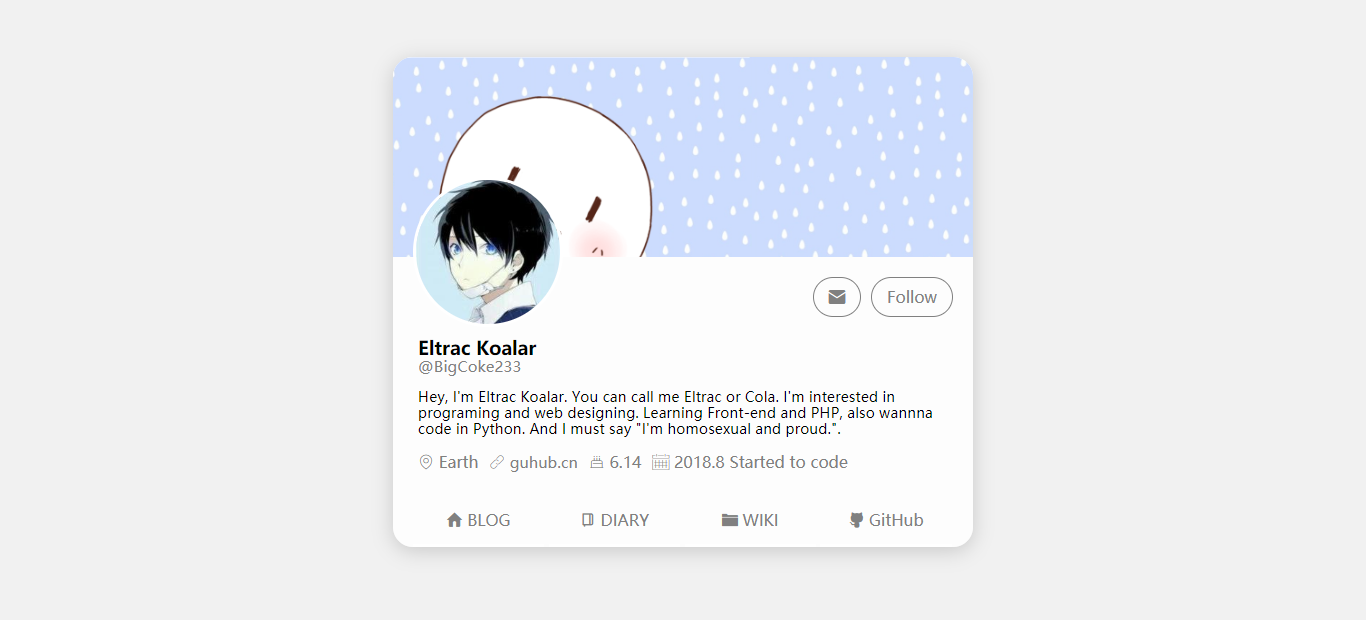 Follow
Eltrac Koalar
@BigCoke233
Hey, I'm Eltrac Koalar. You can call me Eltrac or Cola. I'm interested in
programing and web designing. Learning Front-end and PHP, also wannna
code in Python. And I must say "I'm homosexual and proud.".
Earth guhub.cn 6.14 2018.8 Started to code
BLOG DIARY WIKI GitHub